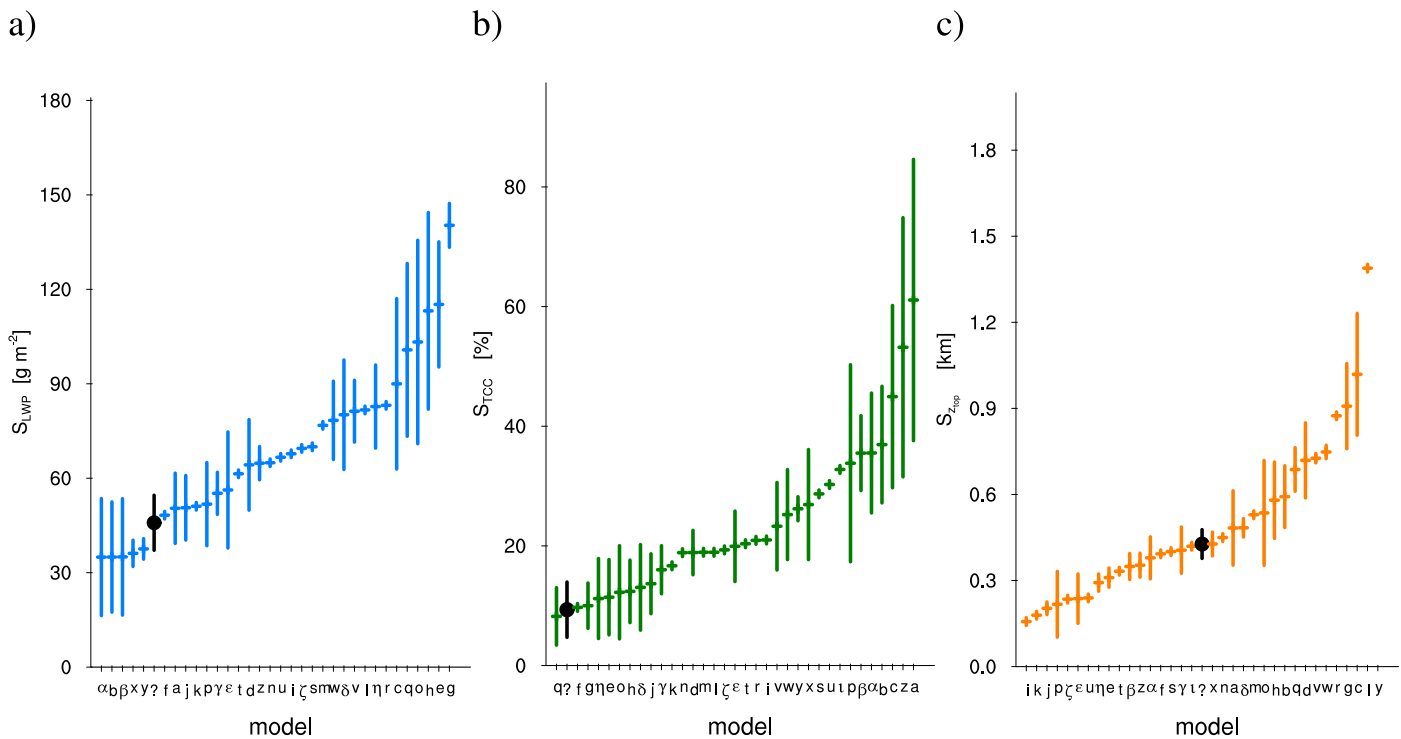 a)
180
150
120
90
60
30
0
S_LWP [g m⁻²]
αbβxy?fajkpγεtdznuiζsmwδvlηrcqoheg
model
b)
80
60
40
20
0
S_TCC [%]
q?fgηeohδjγkndmlζεtrivwyxsuιpβαbcza
model
c)
1.8
1.5
1.2
0.9
0.6
0.3
0.0
S_z_top [km]
ikjpζεuηetβzαfsγι?xnaδmohbqdvwrgcly
model